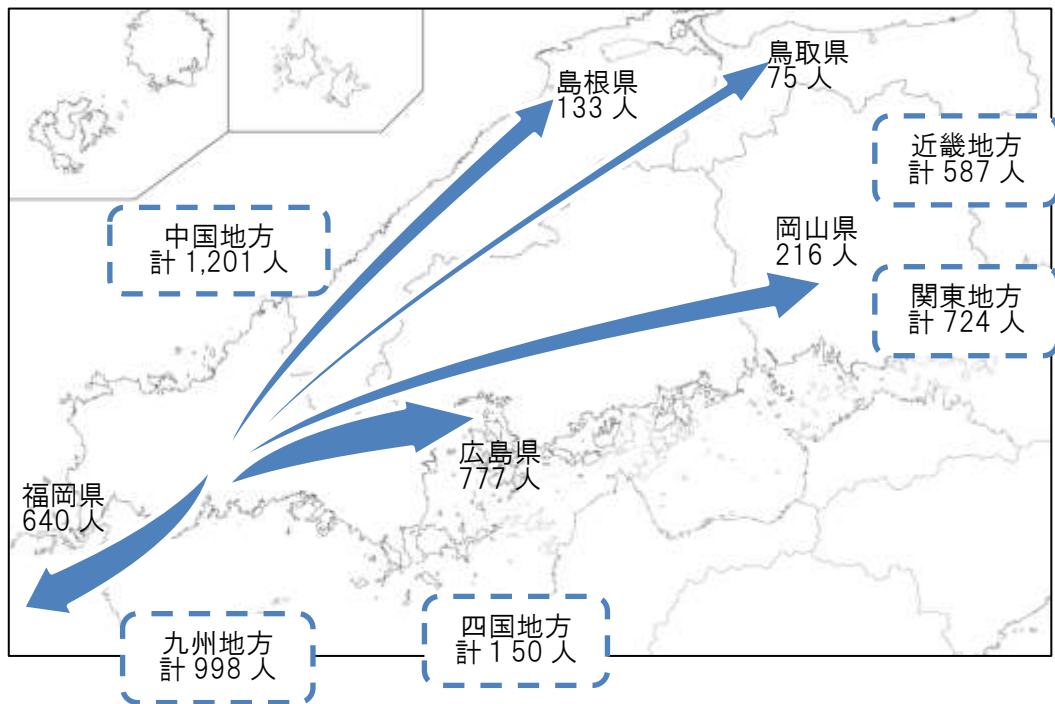 鳥取県
75 人
島根県
133 人
近畿地方
計 587 人
中国地方
計 1,201 人
岡山県
216 人
関東地方
計 724 人
広島県
777 人
福岡県
640 人
四国地方
計 150 人
九州地方
計 998 人